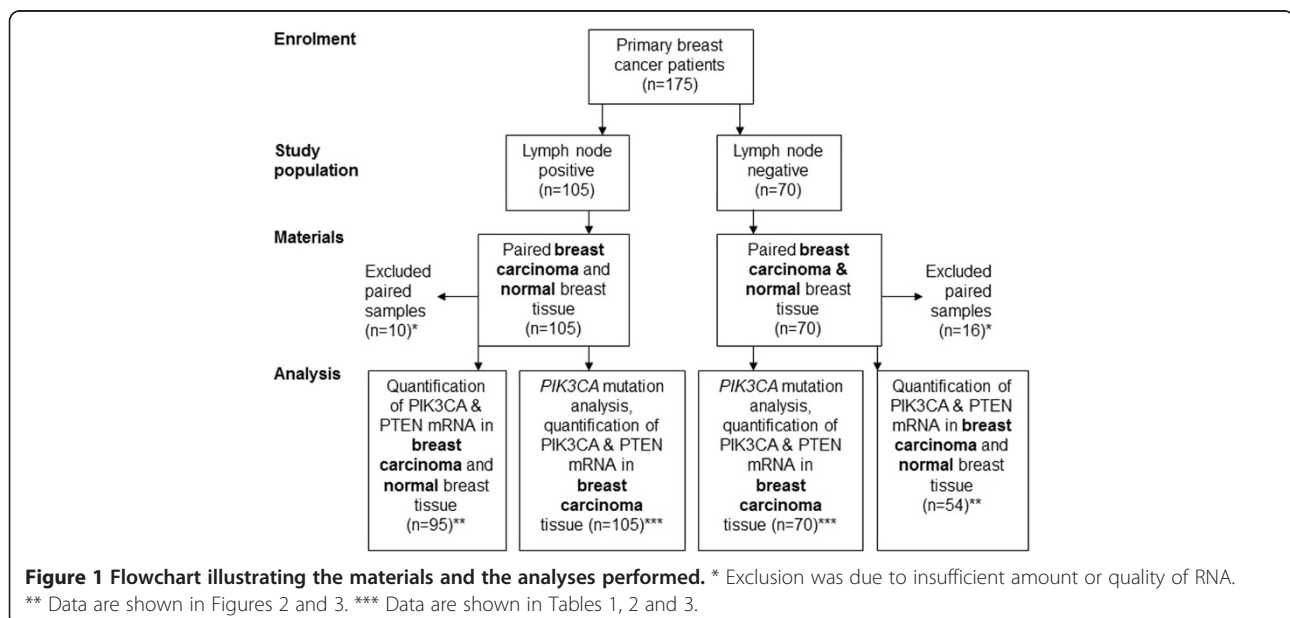 Enrolment
Primary breast
cancer patients
(n=175)
Study
population
Lymph node
positive
(n=105)
Lymph node
negative
(n=70)
Materials
Excluded
paired
samples
(n=10)*
Paired breast
carcinoma and
normal breast
tissue
(n=105)
Paired breast
carcinoma &
normal breast
tissue
(n=70)
Excluded
paired
samples
(n=16)*
Analysis
Quantification
of PIK3CA &
PTEN mRNA in
breast
carcinoma and
normal breast
tissue
(n=95)**
PIK3CA mutation
analysis,
quantification of
PIK3CA & PTEN
mRNA in
breast
carcinoma
tissue (n=105)***
PIK3CA mutation
analysis,
quantification of
PIK3CA & PTEN
mRNA in
breast
carcinoma
tissue (n=70)***
Quantification of
PIK3CA & PTEN
mRNA in breast
carcinoma and
normal breast
tissue
(n=54)**
Figure 1 Flowchart illustrating the materials and the analyses performed. * Exclusion was due to insufficient amount or quality of RNA.
** Data are shown in Figures 2 and 3. *** Data are shown in Tables 1, 2 and 3.